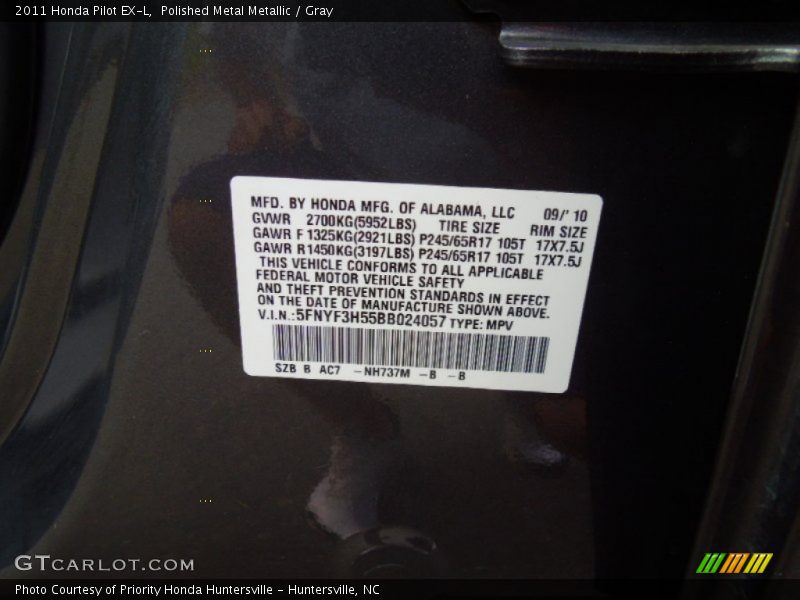 2011 Honda Pilot EX-L, Polished Metal Metallic / Gray
MFD. BY HONDA MFG. OF ALABAMA, LLC 09/' 10
GVWR 2700KG(5952LBS) TIRE SIZE RIM SIZE
GAWR F 1325KG(2921LBS) P245/65R17 105T 17X7.5J
GAWR R 1450KG(3197LBS) P245/65R17 105T 17X7.5J
THIS VEHICLE CONFORMS TO ALL APPLICABLE
FEDERAL MOTOR VEHICLE SAFETY
AND THEFT PREVENTION STANDARDS IN EFFECT
ON THE DATE OF MANUFACTURE SHOWN ABOVE.
V.I.N.:5FNYF3H55BB024057 TYPE: MPV
SZB B AC7 -NH737M -B -B
GTCARLOT.COM
Photo Courtesy of Priority Honda Huntersville - Huntersville, NC